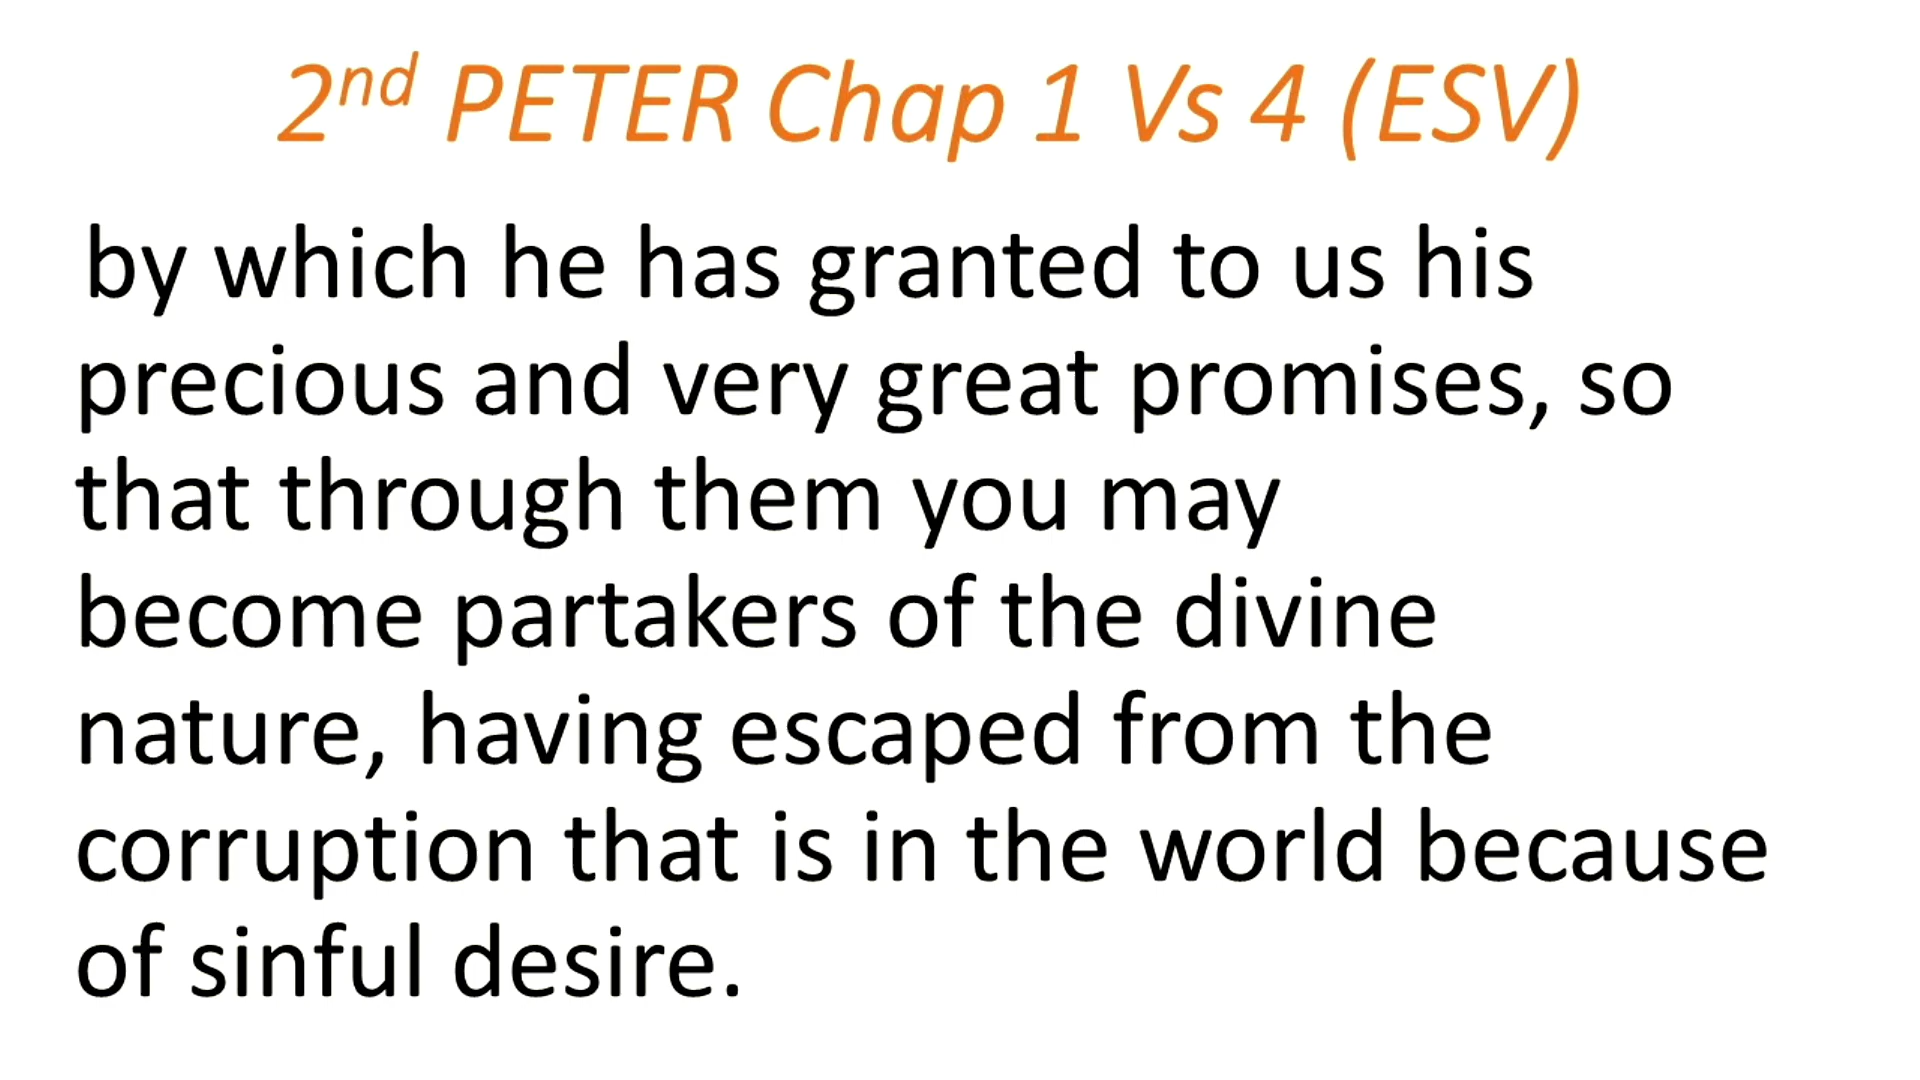 2nd PETER Chap 1 Vs 4 (ESV)
by which he has granted to us his
precious and very great promises, so
that through them you may
become partakers of the divine
nature, having escaped from the
corruption that is in the world because
of sinful desire.